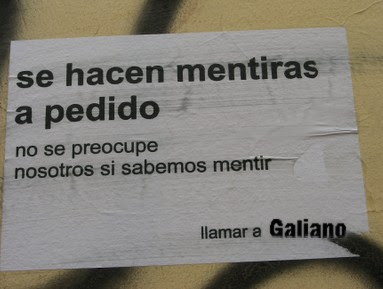 se hacen mentiras
a pedido
no se preocupe
nosotros si sabemos mentir
llamar a Galiano